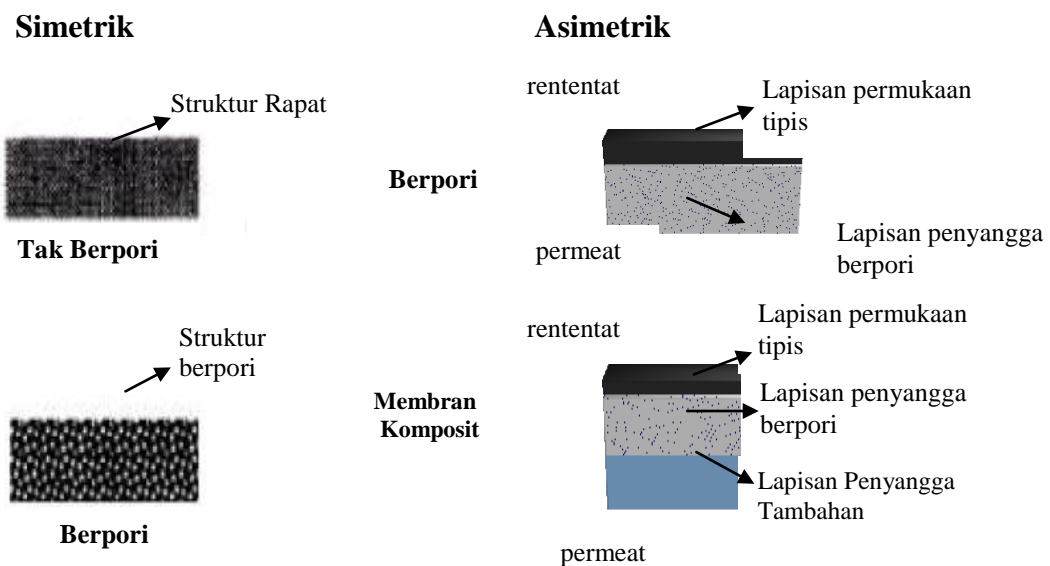 Simetrik
Asimetrik
Struktur Rapat
Tak Berpori
Struktur
berpori
Berpori
rententat
Lapisan permukaan
tipis
Berpori
permeat
Lapisan penyangga
berpori
rententat
Lapisan permukaan
tipis
Membran
Komposit
Lapisan penyangga
berpori
Lapisan Penyangga
Tambahan
permeat